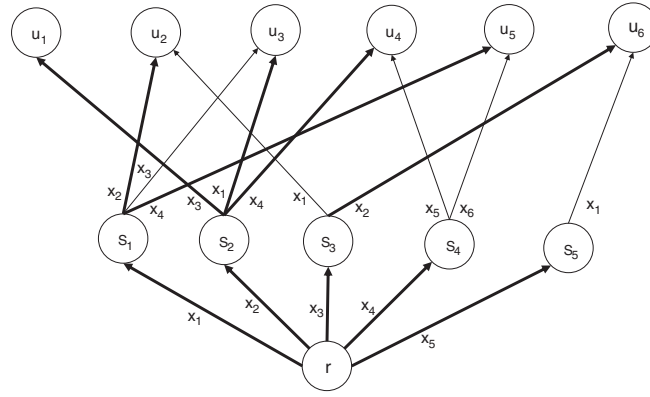 u1 u2 u3 u4 u5 u6
x3
x2 x4 x3 x1 x4 x1 x2 x5 x6 x1
S1 S2 S3 S4 S5
x1 x2 x3 x4 x5
r